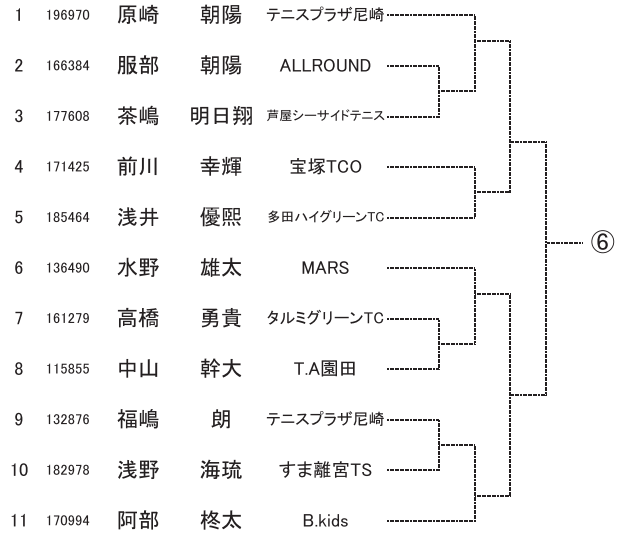 1 196970 原崎 朝陽 テニスプラザ尼崎
2 166384 服部 朝陽 ALLROUND
3 177608 茶嶋 明日翔 芦屋シーサイドテニス
4 171425 前川 幸輝 宝塚TCO
5 185464 浅井 優熙 多田ハイグリーンTC
⑥
6 136490 水野 雄太 MARS
7 161279 高橋 勇貴 タルミグリーンTC
8 115855 中山 幹大 T.A園田
9 132876 福嶋 朗 テニスプラザ尼崎
10 182978 浅野 海琉 すま離宮TS
11 170994 阿部 柊太 B.kids